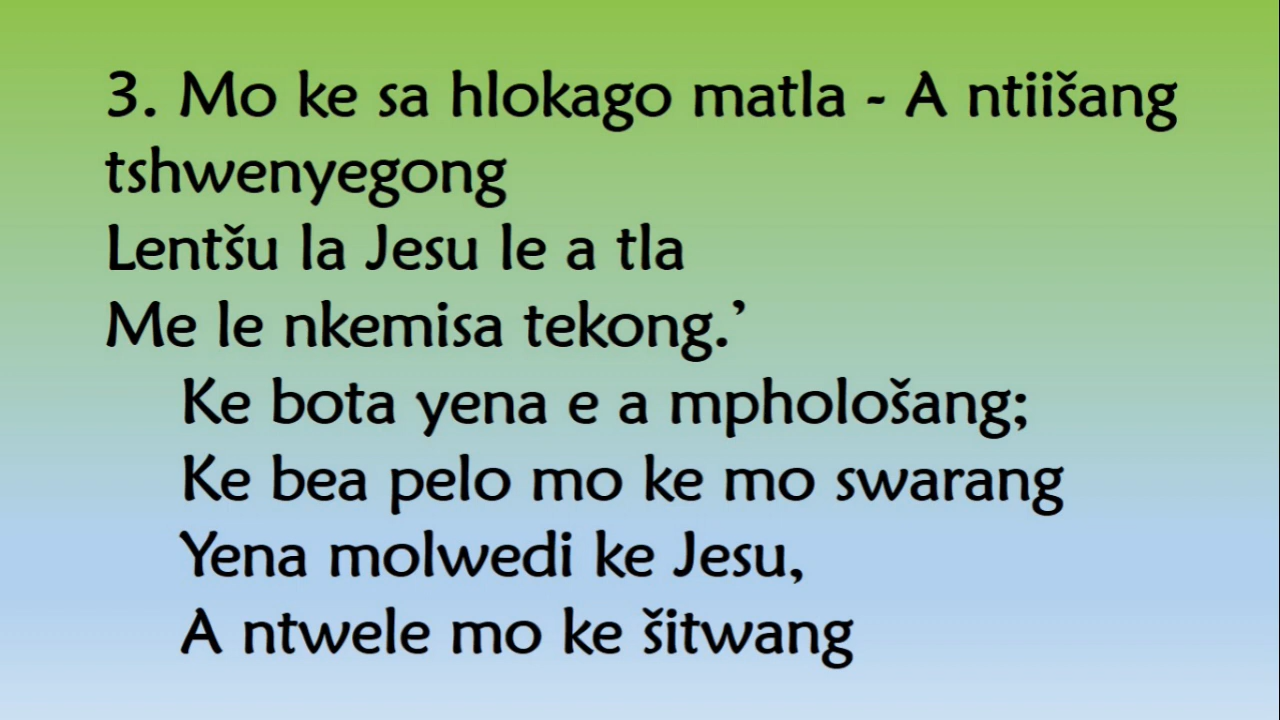 3. Mo ke sa hlokago matla - A ntiišang
tshwenyegong
Lentšu la Jesu le a tla
Me le nkemisa tekong.’
Ke bota yena e a mphološang;
Ke bea pelo mo ke mo swarang
Yena molwedi ke Jesu,
A ntwele mo ke šitwang